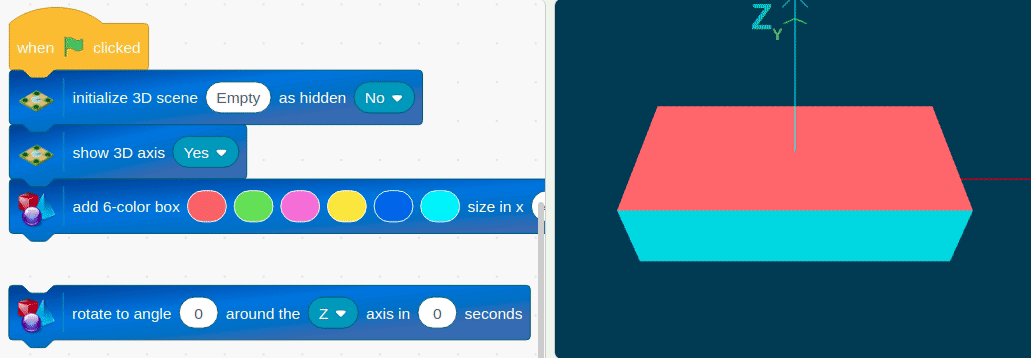 when clicked
initialize 3D scene Empty as hidden No
show 3D axis Yes
add 6-color box size in x
rotate to angle 0 around the Z axis in 0 seconds
Z
Y